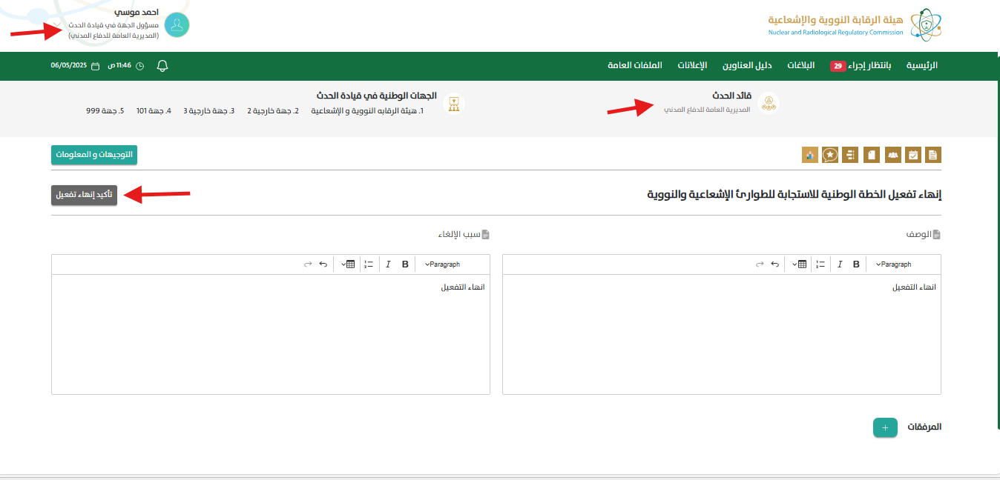 هيئة الرقابة النووية والإشعاعية
Nuclear and Radiological Regulatory Commission
احمد موسي
مسؤول الجهة في قيادة الحدث
(المديرية العامة للدفاع المدني)
الرئيسية
بانتظار إجراء 29
البلاغات
دليل العناوين
الإعلانات
الملفات العامة
11:46 ص
06/05/2025
قائد الحدث
المديرية العامة للدفاع المدني
الجهات الوطنية في قيادة الحدث
1. هيئة الرقابه النووية و الإشعاعية
2. جهة خارجية 2
3. جهة خارجية 3
4. جهة 101
5. جهة 999
التوجيهات و المعلومات
إنهاء تفعيل الخطة الوطنية للاستجابة للطوارئ الإشعاعية والنووية
تأكيد إنهاء تفعيل
الوصف
سبب الإلغاء
Paragraph B I
Paragraph B I
انهاء التفعيل
انهاء التفعيل
المرفقات
+